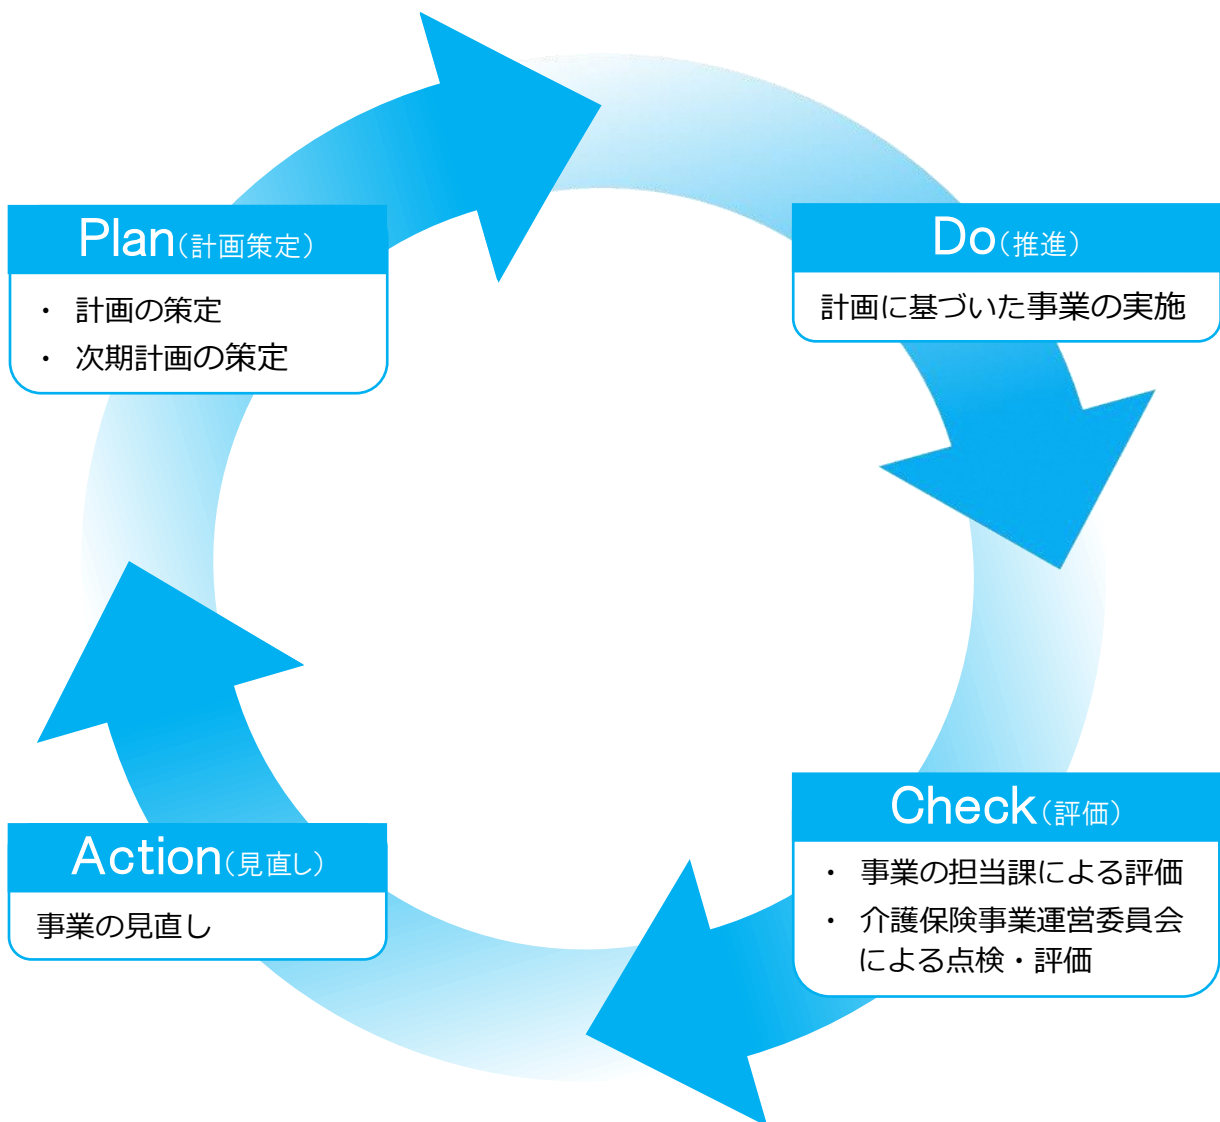 Plan(計画策定)
・ 計画の策定
・ 次期計画の策定
Do(推進)
計画に基づいた事業の実施
Check(評価)
・ 事業の担当課による評価
・ 介護保険事業運営委員会
による点検・評価
Action(見直し)
事業の見直し